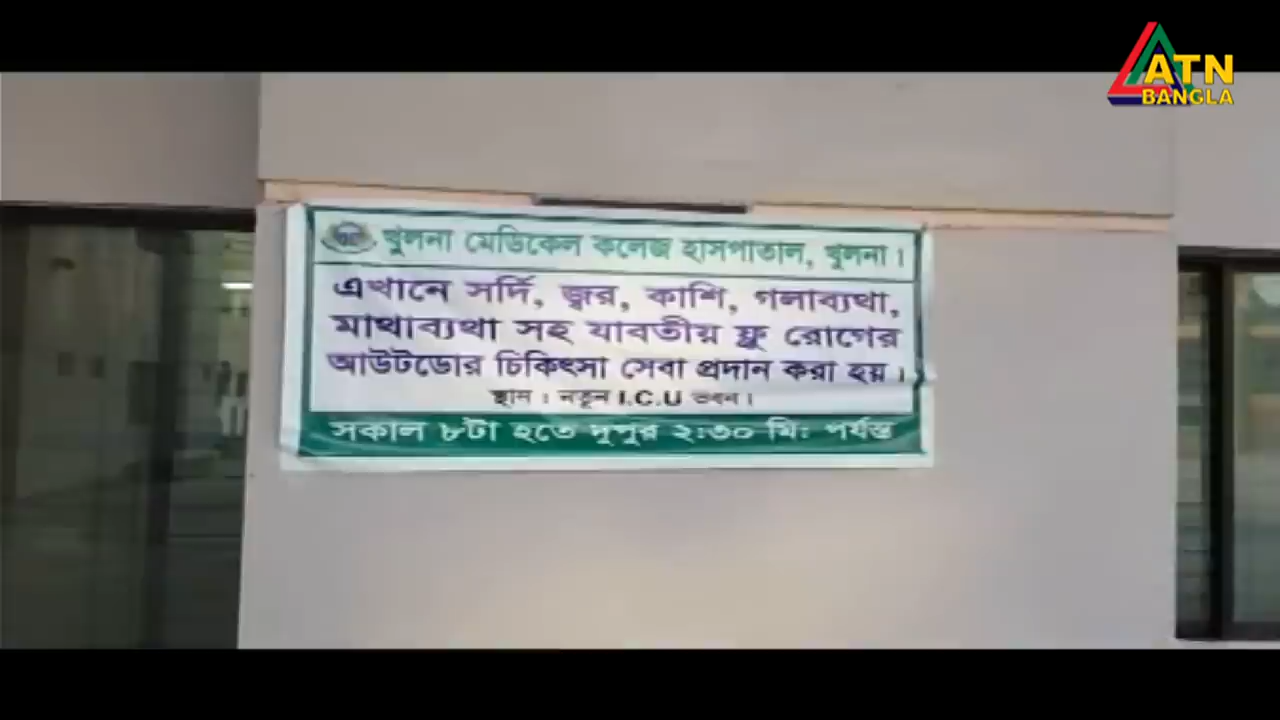 ATN
BANGLA
খুলনা মেডিকেল কলেজ হাসপাতাল, খুলনা।
এখানে সর্দি, জ্বর, কাশি, গলাব্যথা,
মাথাব্যথা সহ যাবতীয় ফ্লু রোগের
আউটডোর চিকিৎসা সেবা প্রদান করা হয়।
স্থান : নতুন I.C.U ভবন।
সকাল ৮টা হতে দুপুর ২:৩০ মি: পর্যন্ত